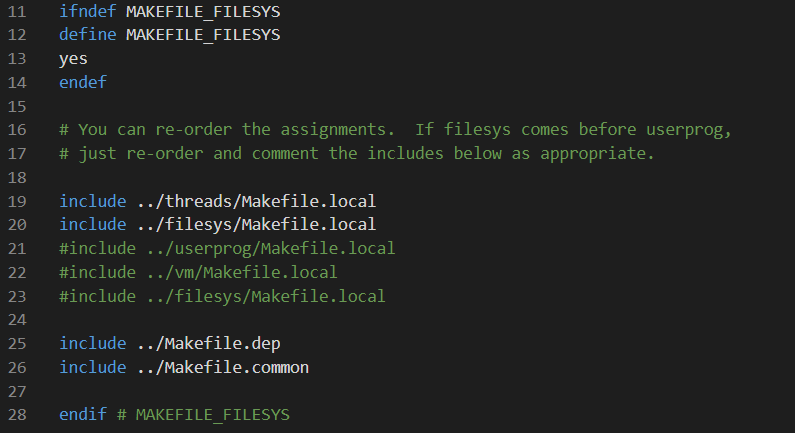 11 ifndef MAKEFILE_FILESYS
12 define MAKEFILE_FILESYS
13 yes
14 endef
15
16 # You can re-order the assignments.  If filesys comes before userprog,
17 # just re-order and comment the includes below as appropriate.
18
19 include ../threads/Makefile.local
20 include ../filesys/Makefile.local
21 #include ../userprog/Makefile.local
22 #include ../vm/Makefile.local
23 #include ../filesys/Makefile.local
24
25 include ../Makefile.dep
26 include ../Makefile.common
27
28 endif # MAKEFILE_FILESYS